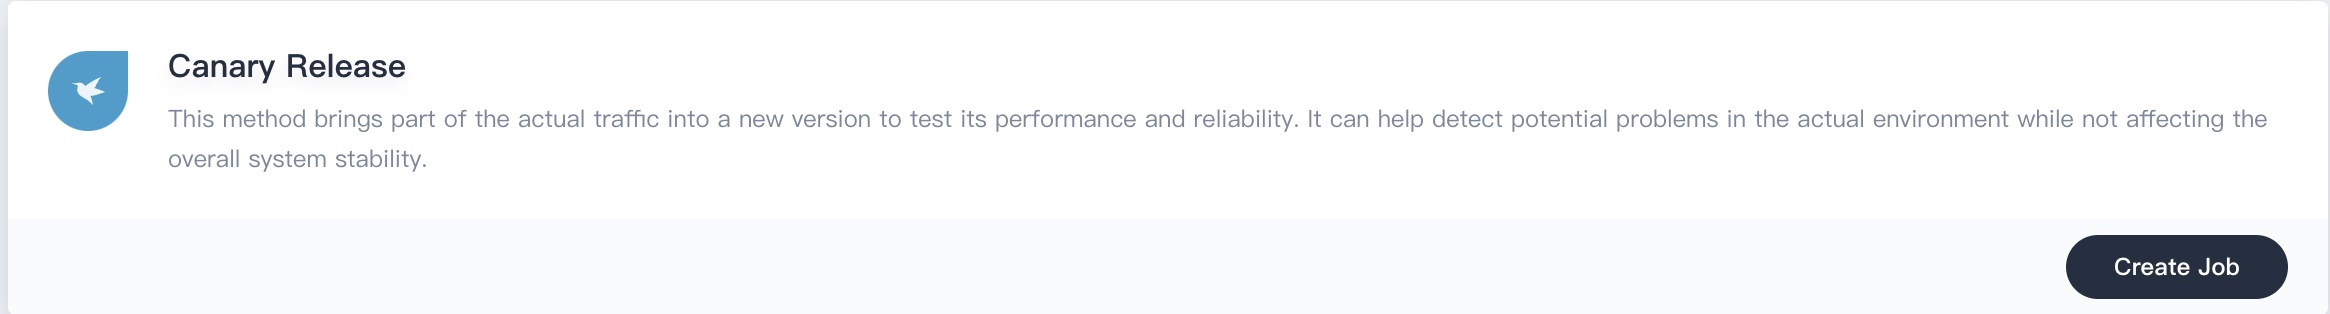 Canary Release
This method brings part of the actual traffic into a new version to test its performance and reliability. It can help detect potential problems in the actual environment while not affecting the
overall system stability.
Create Job